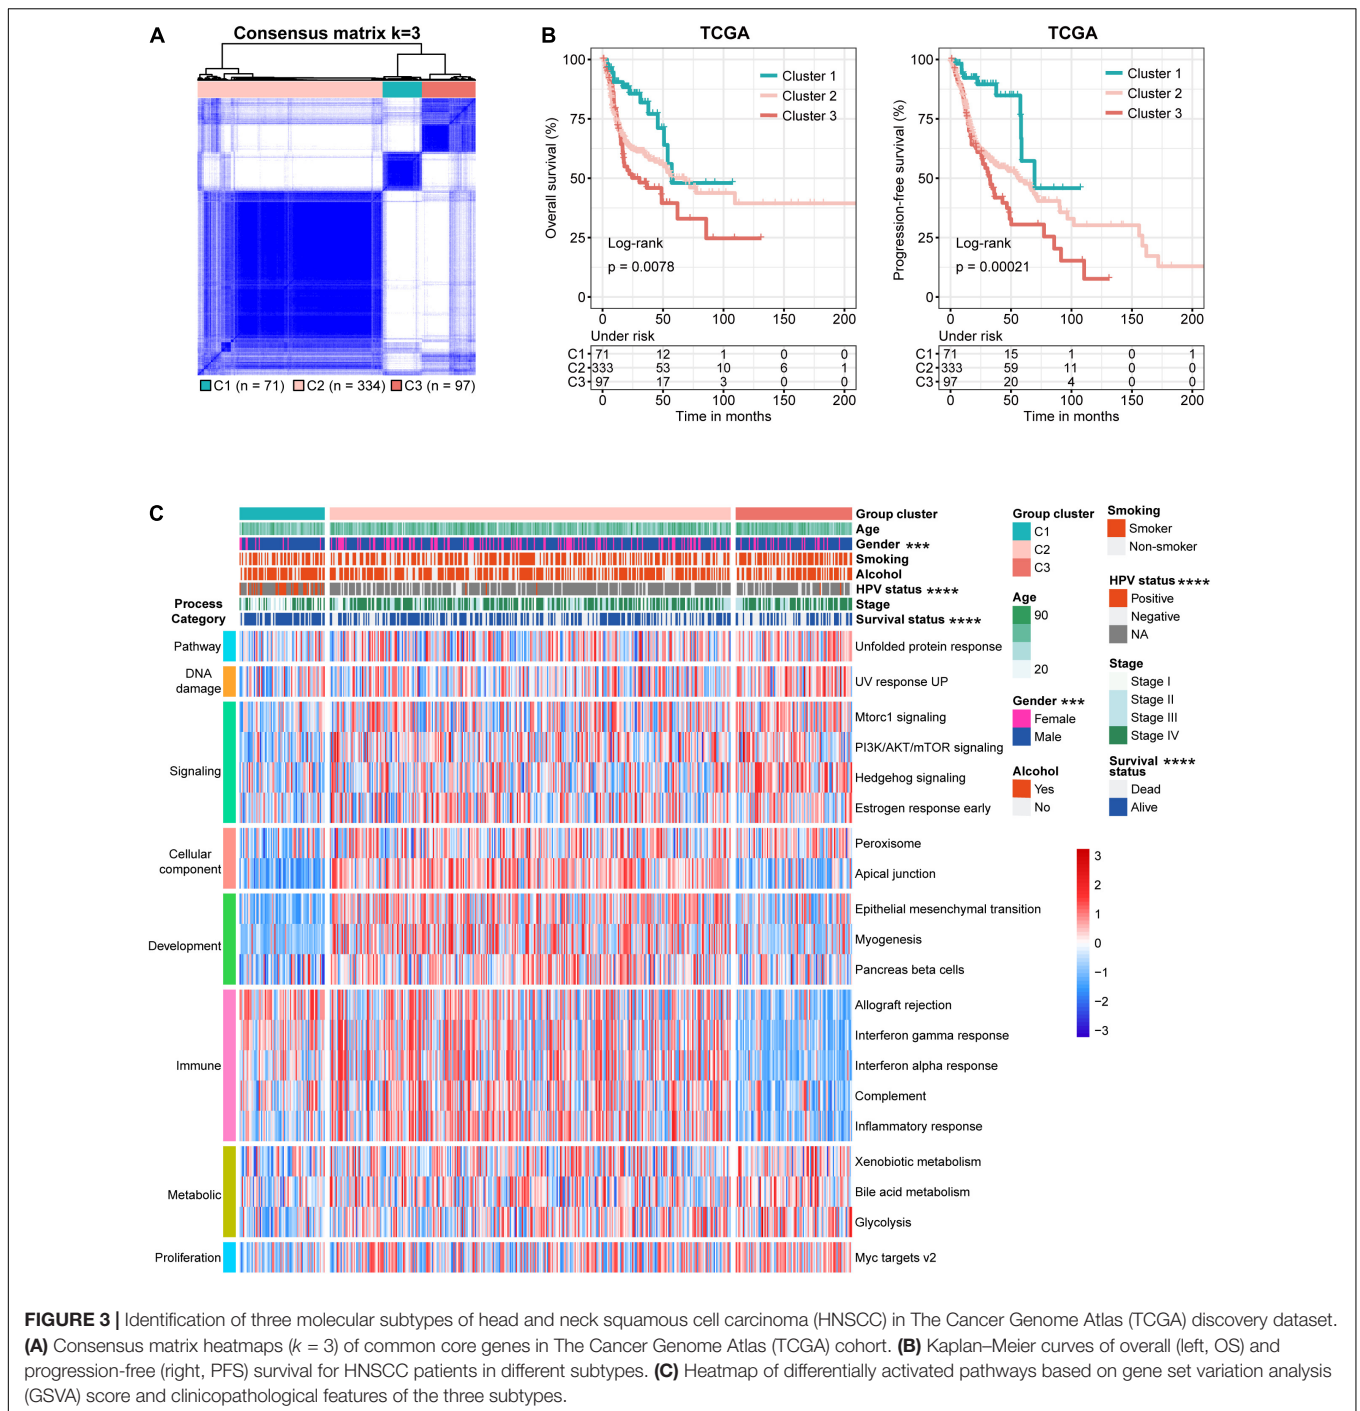 A
Consensus matrix k=3
C1 (n = 71) C2 (n = 334) C3 (n = 97)
B
TCGA
Overall survival (%)
100
75
50
25
0
Cluster 1
Cluster 2
Cluster 3
Log-rank
p = 0.0078
0 50 100 150 200
Under risk
C1 71 12 1 0 0
C2 333 53 10 6 1
C3 97 17 3 0 0
0 50 100 150 200
Time in months
TCGA
Progression-free survival (%)
100
75
50
25
0
Cluster 1
Cluster 2
Cluster 3
Log-rank
p = 0.00021
0 50 100 150 200
Under risk
C1 71 15 1 0 1
C2 333 59 11
C3 97 20 4 0 0
0 50 100 150 200
Time in months
C
Group cluster
Age
Gender ***
Smoking
Alcohol
HPV status ****
Stage
Survival status ****
Process
Category
Pathway
Unfolded protein response
DNA
damage
UV response UP
Signaling
Mtorc1 signaling
PI3K/AKT/mTOR signaling
Hedgehog signaling
Estrogen response early
Cellular
component
Peroxisome
Apical junction
Development
Epithelial mesenchymal transition
Myogenesis
Pancreas beta cells
Immune
Allograft rejection
Interferon gamma response
Interferon alpha response
Complement
Inflammatory response
Metabolic
Xenobiotic metabolism
Bile acid metabolism
Glycolysis
Proliferation
Myc targets v2
Group cluster
C1
C2
C3
Age
90
20
Gender ***
Female
Male
Alcohol
Yes
No
Smoking
Smoker
Non-smoker
HPV status ****
Positive
Negative
NA
Stage
Stage I
Stage II
Stage III
Stage IV
Survival ****
status
Dead
Alive
3
2
1
0
−1
−2
−3
FIGURE 3 | Identification of three molecular subtypes of head and neck squamous cell carcinoma (HNSCC) in The Cancer Genome Atlas (TCGA) discovery dataset.
(A) Consensus matrix heatmaps (k = 3) of common core genes in The Cancer Genome Atlas (TCGA) cohort. (B) Kaplan–Meier curves of overall (left, OS) and
progression-free (right, PFS) survival for HNSCC patients in different subtypes. (C) Heatmap of differentially activated pathways based on gene set variation analysis
(GSVA) score and clinicopathological features of the three subtypes.